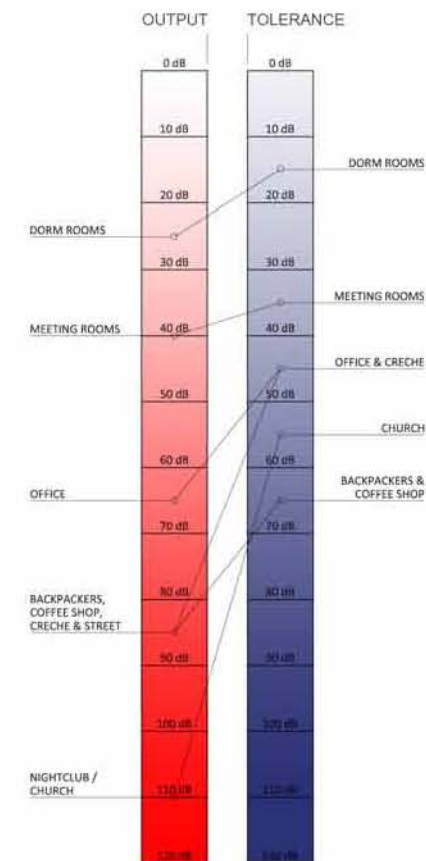 OUTPUT TOLERANCE
0 dB 0 dB
10 dB 10 dB
DORM ROOMS
20 dB 20 dB
DORM ROOMS
30 dB 30 dB
MEETING ROOMS
MEETING ROOMS
40 dB 40 dB
OFFICE & CRECHE
50 dB 50 dB
CHURCH
60 dB 60 dB
BACKPACKERS &
COFFEE SHOP
OFFICE
70 dB 70 dB
80 dB 80 dB
BACKPACKERS,
COFFEE SHOP,
CRECHE & STREET
90 dB 90 dB
100 dB 100 dB
NIGHTCLUB /
CHURCH
110 dB 110 dB
120 dB 120 dB